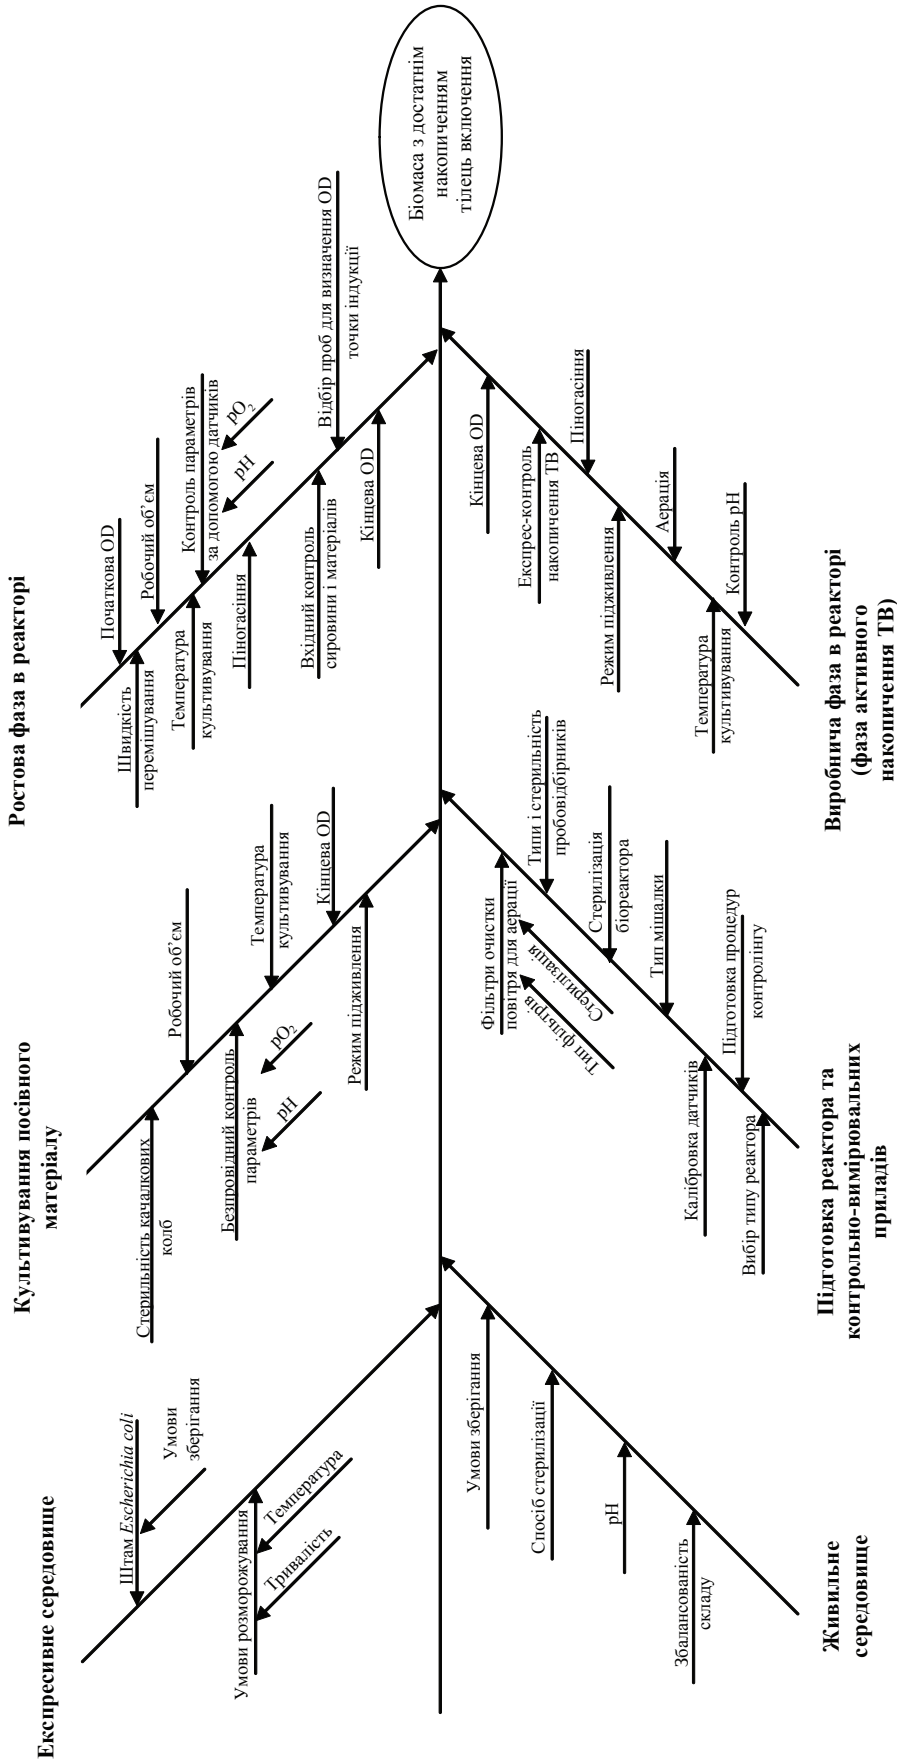 Експресивне середовище
Штам Escherichia coli
Умови
зберігання
Умови розморожування
Температура
Тривалість
Культивування посівного
матеріалу
Стерильність качалкових
колб
Робочий об’єм
Безпровідний контроль
параметрів
pH
pO2
Температура
культивування
Кінцева OD
Режим підживлення
Ростова фаза в реакторі
Початкова OD
Швидкість
перемішування
Робочий об’єм
Температура
культивування
Контроль параметрів
за допомогою датчиків
pH
pO2
Піногасіння
Вхідний контроль
сировини і матеріалів
Відбір проб для визначення OD
точки індукції
Кінцева OD
Біомаса з достатнім
накопиченням
тілець включення
Умови зберігання
Спосіб стерилізації
pH
Збалансованість
складу
Живильне
середовище
Фільтри очистки
повітря для аерації
Тип фільтрів
Стерилізація
Типи і стерильність
пробовідбірників
Стерилізація
біореактора
Тип мішалки
Калібровка датчиків
Підготовка процедур
контролінгу
Вибір типу реактора
Підготовка реактора та
контрольно-вимірювальних
приладів
Кінцева OD
Експрес-контроль
накопичення ТВ
Піногасіння
Режим підживлення
Аерація
Температура
культивування
Контроль pH
Виробнича фаза в реакторі
(фаза активного
накопичення ТВ)